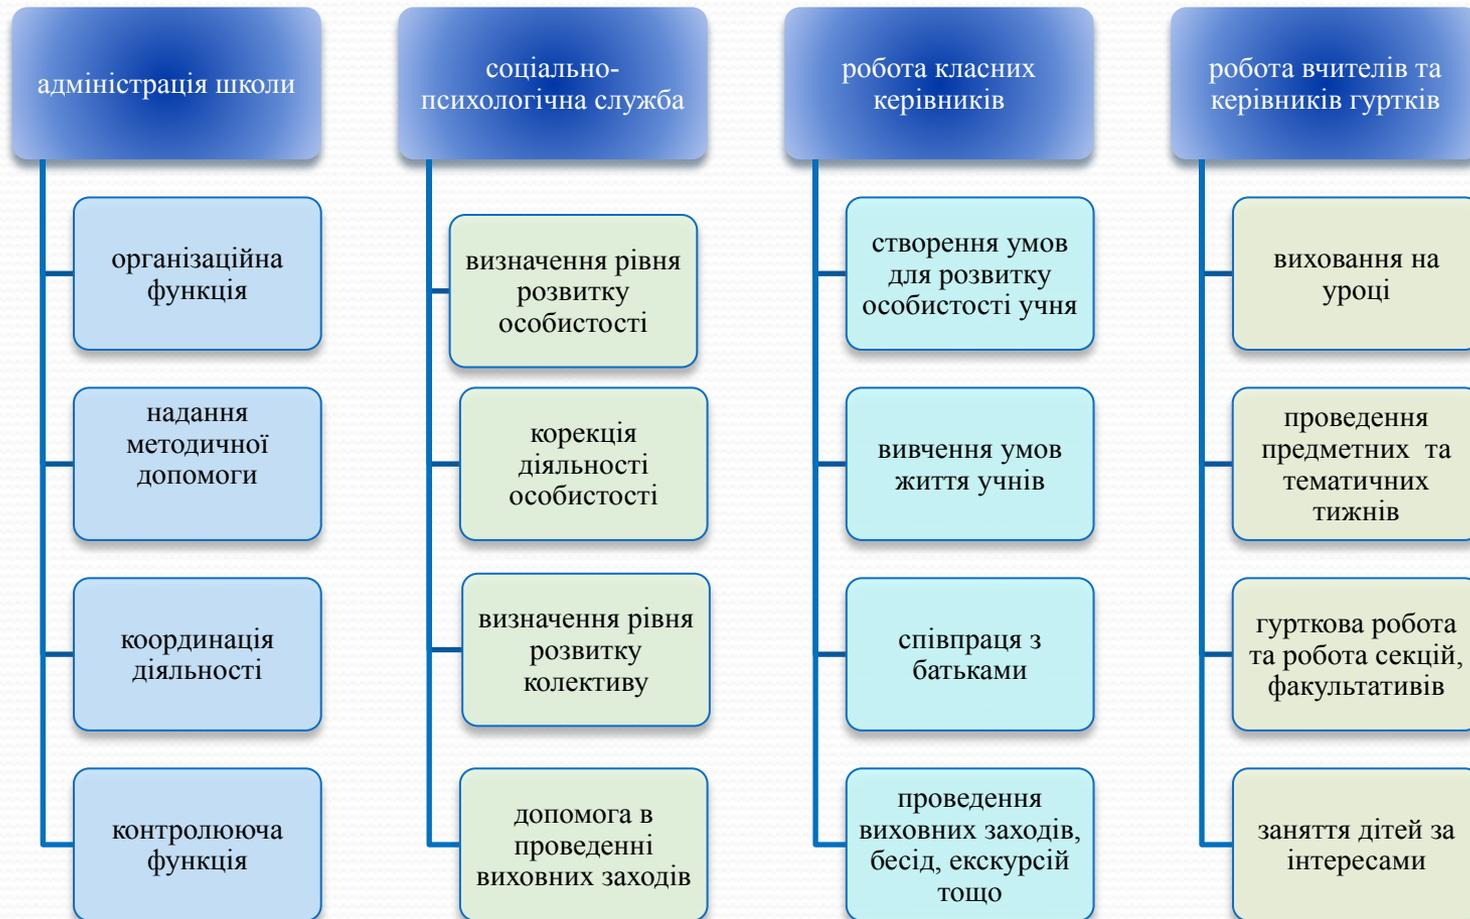 адміністрація школи
організаційна
функція
надання
методичної
допомоги
координація
діяльності
контролююча
функція
соціально-
психологічна служба
визначення рівня
розвитку
особистості
корекція
діяльності
особистості
визначення рівня
розвитку
колективу
допомога в
проведенні
виховних заходів
робота класних
керівників
створення умов
для розвитку
особистості учня
вивчення умов
життя учнів
співпраця з
батьками
проведення
виховних заходів,
бесід, екскурсій
тощо
робота вчителів та
керівників гуртків
виховання на
уроці
проведення
предметних та
тематичних
тижнів
гурткова робота
та робота секцій,
факультативів
заняття дітей за
інтересами